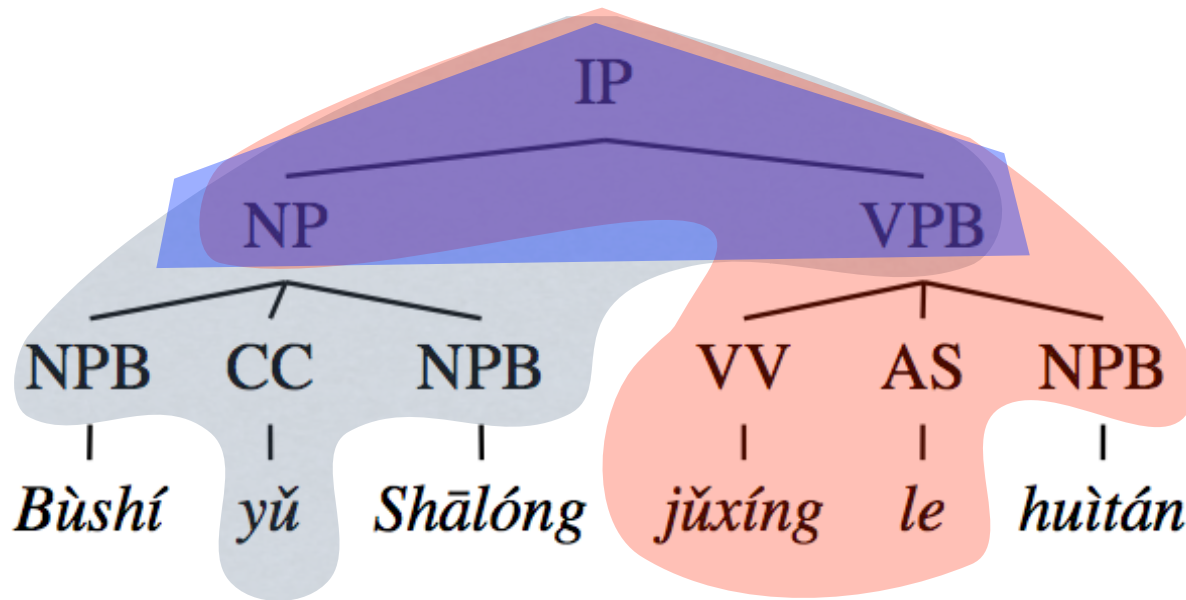 IP
NP VPB
NPB CC NPB VV AS NPB
Bùshí yǔ Shālóng jǔxíng le huìtán